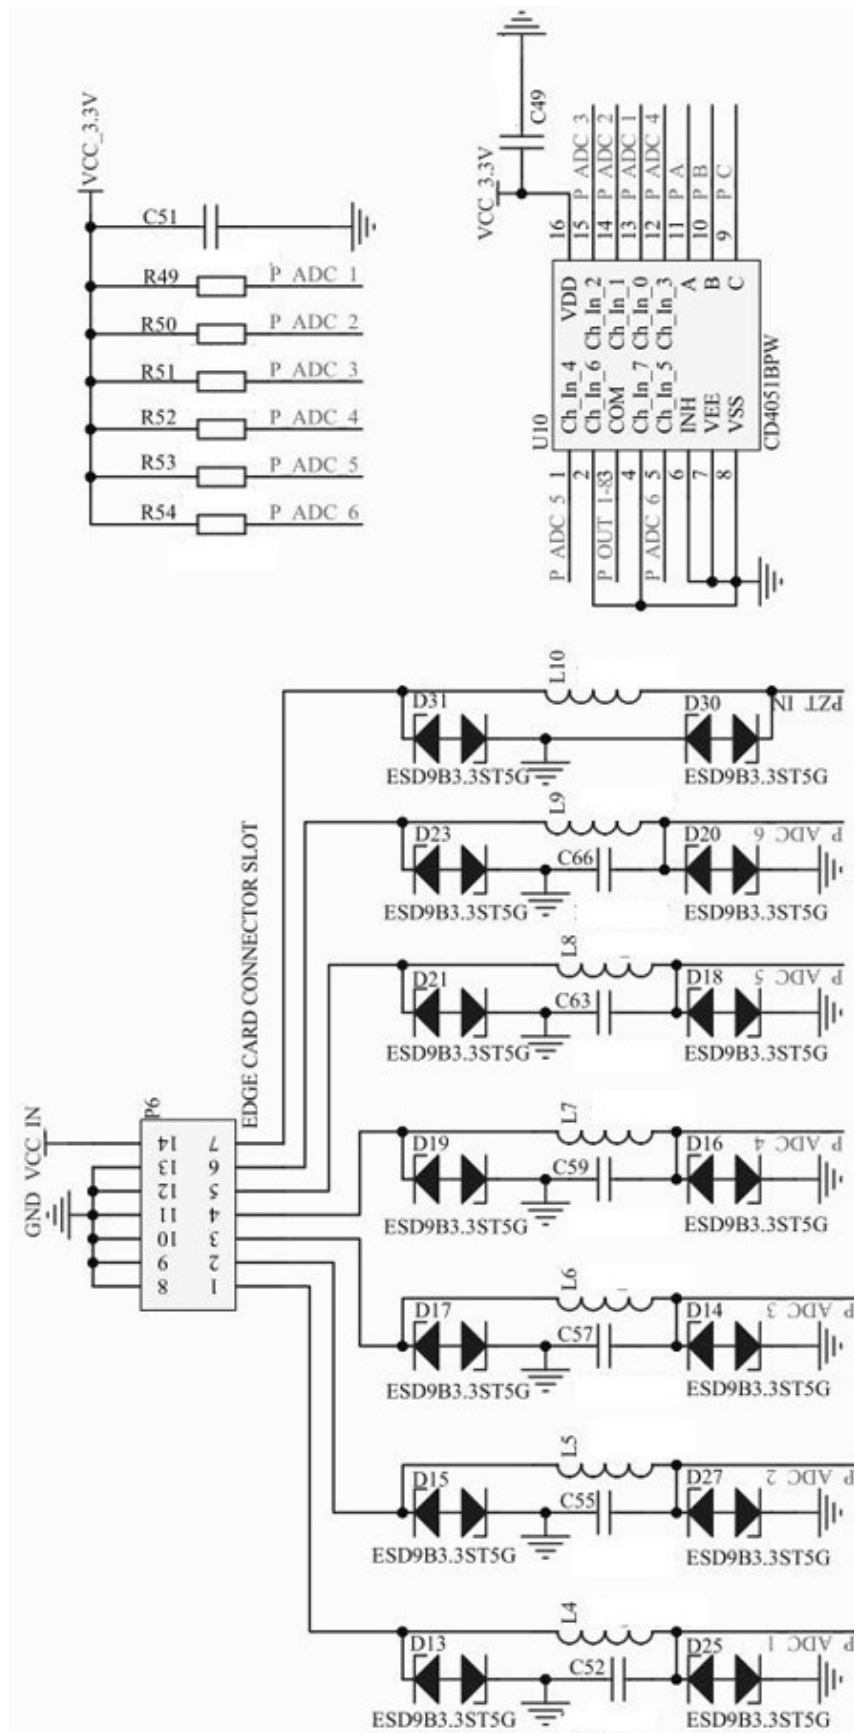 VCC_3.3V
C51
R49 P_ADC_1
R50 P_ADC_2
R51 P_ADC_3
R52 P_ADC_4
R53 P_ADC_5
R54 P_ADC_6
C49
VCC_3.3V
16
15 P_ADC_3
14 P_ADC_2
13 P_ADC_1
12 P_ADC_4
11 P_A
10 P_B
9 P_C
VDD
Ch_In_2
Ch_In_1
Ch_In_0
Ch_In_3
A
B
C
Ch_In_4
Ch_In_6
COM
Ch_In_7
Ch_In_5
INH
VEE
VSS
U10
CD4051BPW
P_ADC_5 1
2
P_OUT_1-8 3
4
P_ADC_6 5
6
7
8
L10
D31
D30
PZT_IN
ESD9B3.3ST5G
ESD9B3.3ST5G
L9
D23
C66
D20
P_ADC_6
ESD9B3.3ST5G
ESD9B3.3ST5G
L8
D21
C63
D18
P_ADC_5
ESD9B3.3ST5G
ESD9B3.3ST5G
EDGE CARD CONNECTOR SLOT
P6
VCC_IN
GND
14 7
13 6
12 5
11 4
10 3
9 2
8 1
L7
D19
C59
D16
P_ADC_4
ESD9B3.3ST5G
ESD9B3.3ST5G
L6
D17
C57
D14
P_ADC_3
ESD9B3.3ST5G
ESD9B3.3ST5G
L5
D15
C55
D27
P_ADC_2
ESD9B3.3ST5G
ESD9B3.3ST5G
L4
D13
C52
D25
P_ADC_1
ESD9B3.3ST5G
ESD9B3.3ST5G